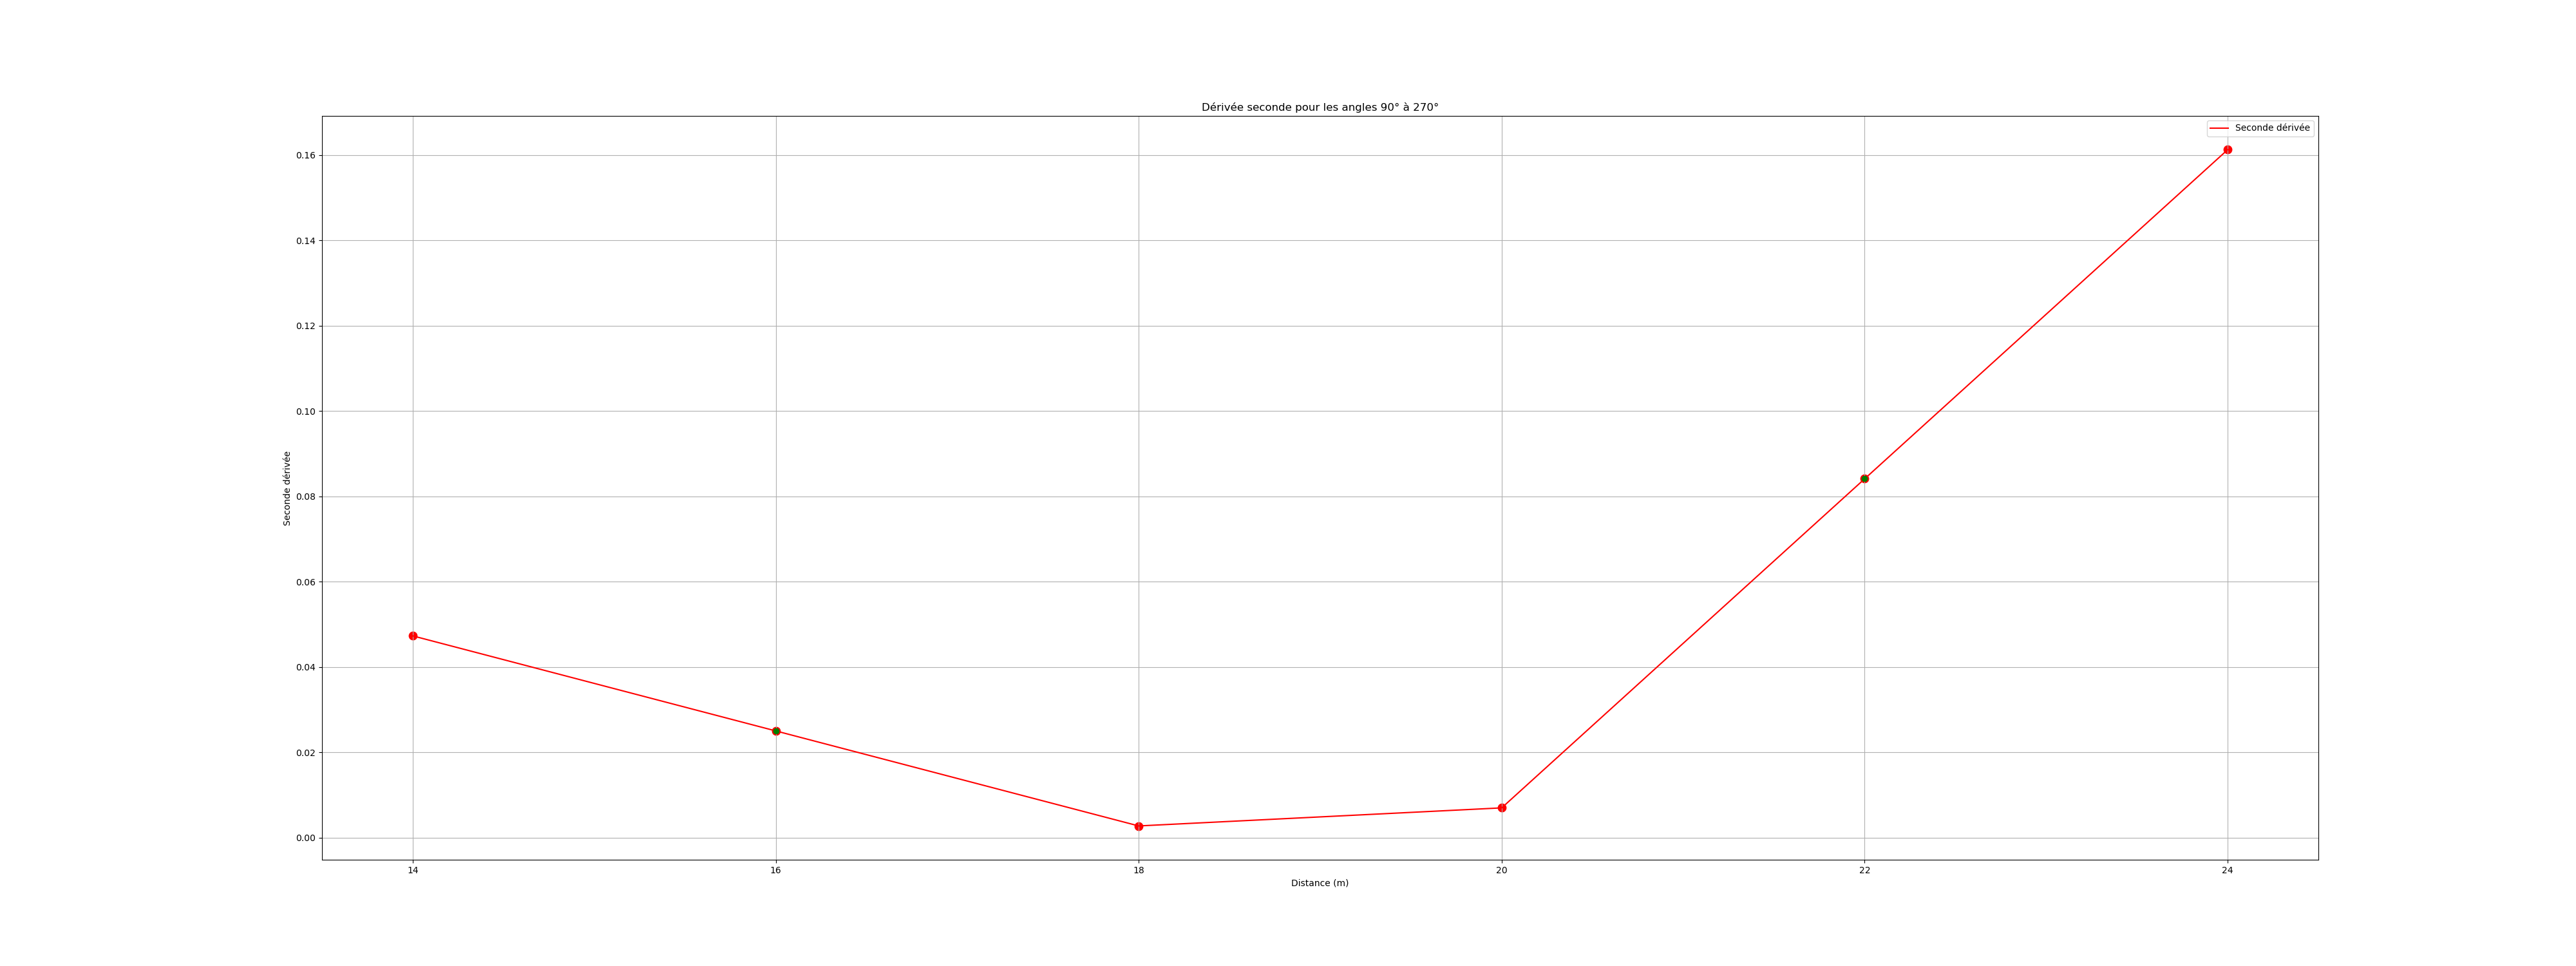 Dérivée seconde pour les angles 90° à 270°
Seconde dérivée
0.16
0.14
0.12
0.10
0.08
0.06
0.04
0.02
0.00
Seconde dérivée
14 16 18 20 22 24
Distance (m)